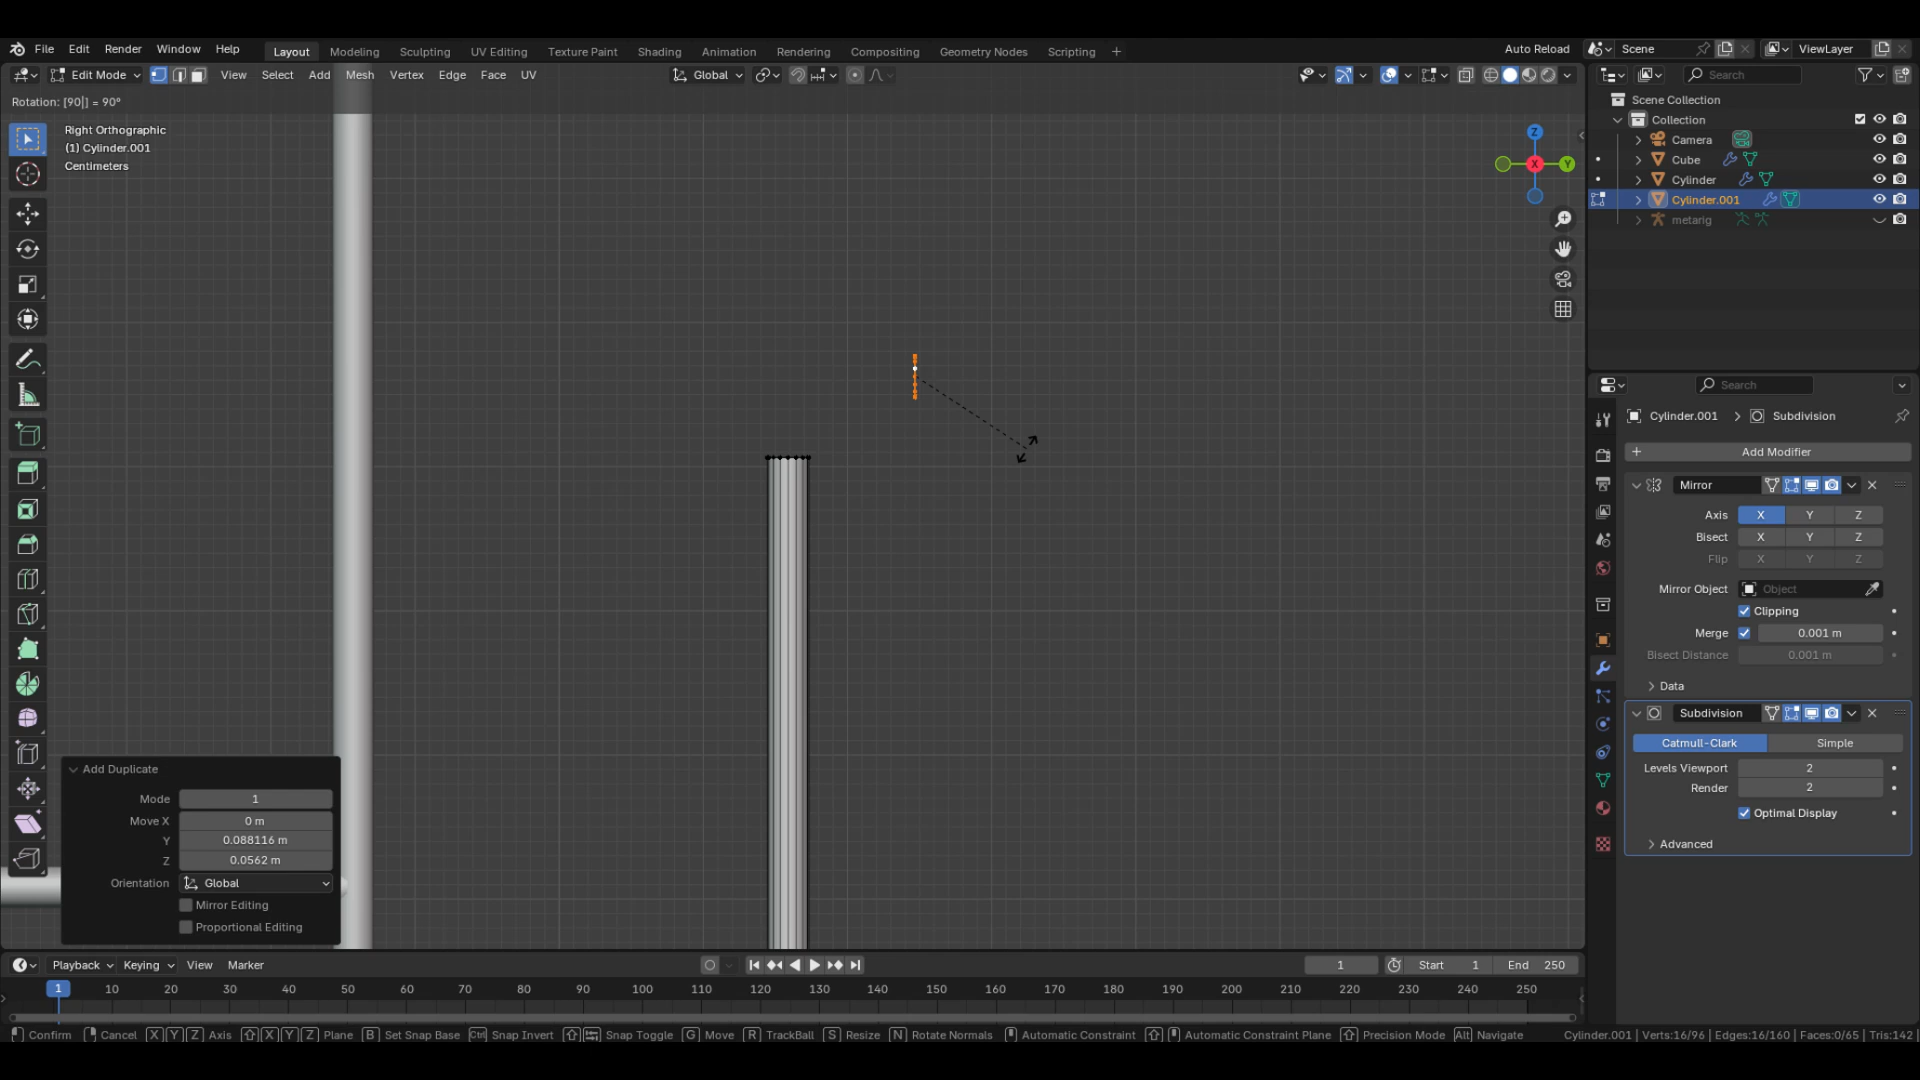 File Edit Render Window Help Layout Modeling Sculpting UV Editing Texture Paint Shading Animation Rendering Compositing Geometry Nodes Scripting + Auto Reload Scene ViewLayer
Edit Mode View Select Add Mesh Vertex Edge Face UV Global Search
Rotation: [90|] = 90°
Right Orthographic
(1) Cylinder.001
Centimeters
Z
X
Y
Scene Collection
Collection
Camera
Cube
Cylinder
Cylinder.001
metarig
Search
Cylinder.001 > Subdivision
+ Add Modifier
Mirror
Axis X Y Z
Bisect X Y Z
Flip X Y Z
Mirror Object Object
Clipping
Merge 0.001 m
Bisect Distance 0.001 m
Data
Subdivision
Catmull-Clark Simple
Levels Viewport 2
Render 2
Optimal Display
Advanced
Add Duplicate
Mode 1
Move X 0 m
Y 0.088116 m
Z 0.0562 m
Orientation Global
Mirror Editing
Proportional Editing
Playback Keying View Marker 1 Start 1 End 250
1 10 20 30 40 50 60 70 80 90 100 110 120 130 140 150 160 170 180 190 200 210 220 230 240 250
Confirm Cancel X Y Z Axis X Y Z Plane B Set Snap Base Ctrl Snap Invert Snap Toggle G Move R TrackBall S Resize N Rotate Normals Automatic Constraint Automatic Constraint Plane Precision Mode Alt Navigate Cylinder.001 | Verts:16/96 | Edges:16/160 | Faces:0/65 | Tris:142